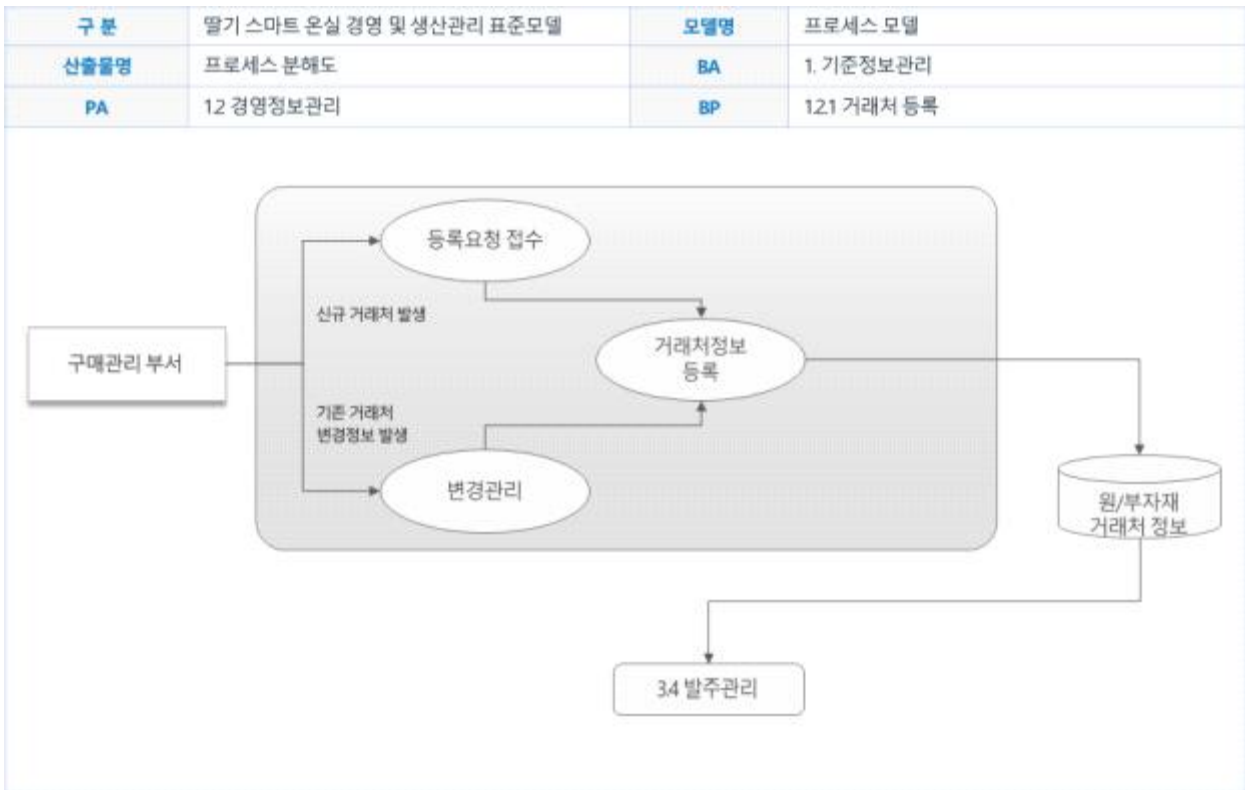 구 분 딸기 스마트 온실 경영 및 생산관리 표준모델 모델명 프로세스 모델
산출물명 프로세스 분해도 BA 1. 기준정보관리
PA 1.2 경영정보관리 BP 1.2.1 거래처 등록
등록요청 접수
신규 거래처 발생
구매관리 부서
거래처정보
등록
기존 거래처
변경정보 발생
변경관리
원/부자재
거래처 정보
3.4 발주관리